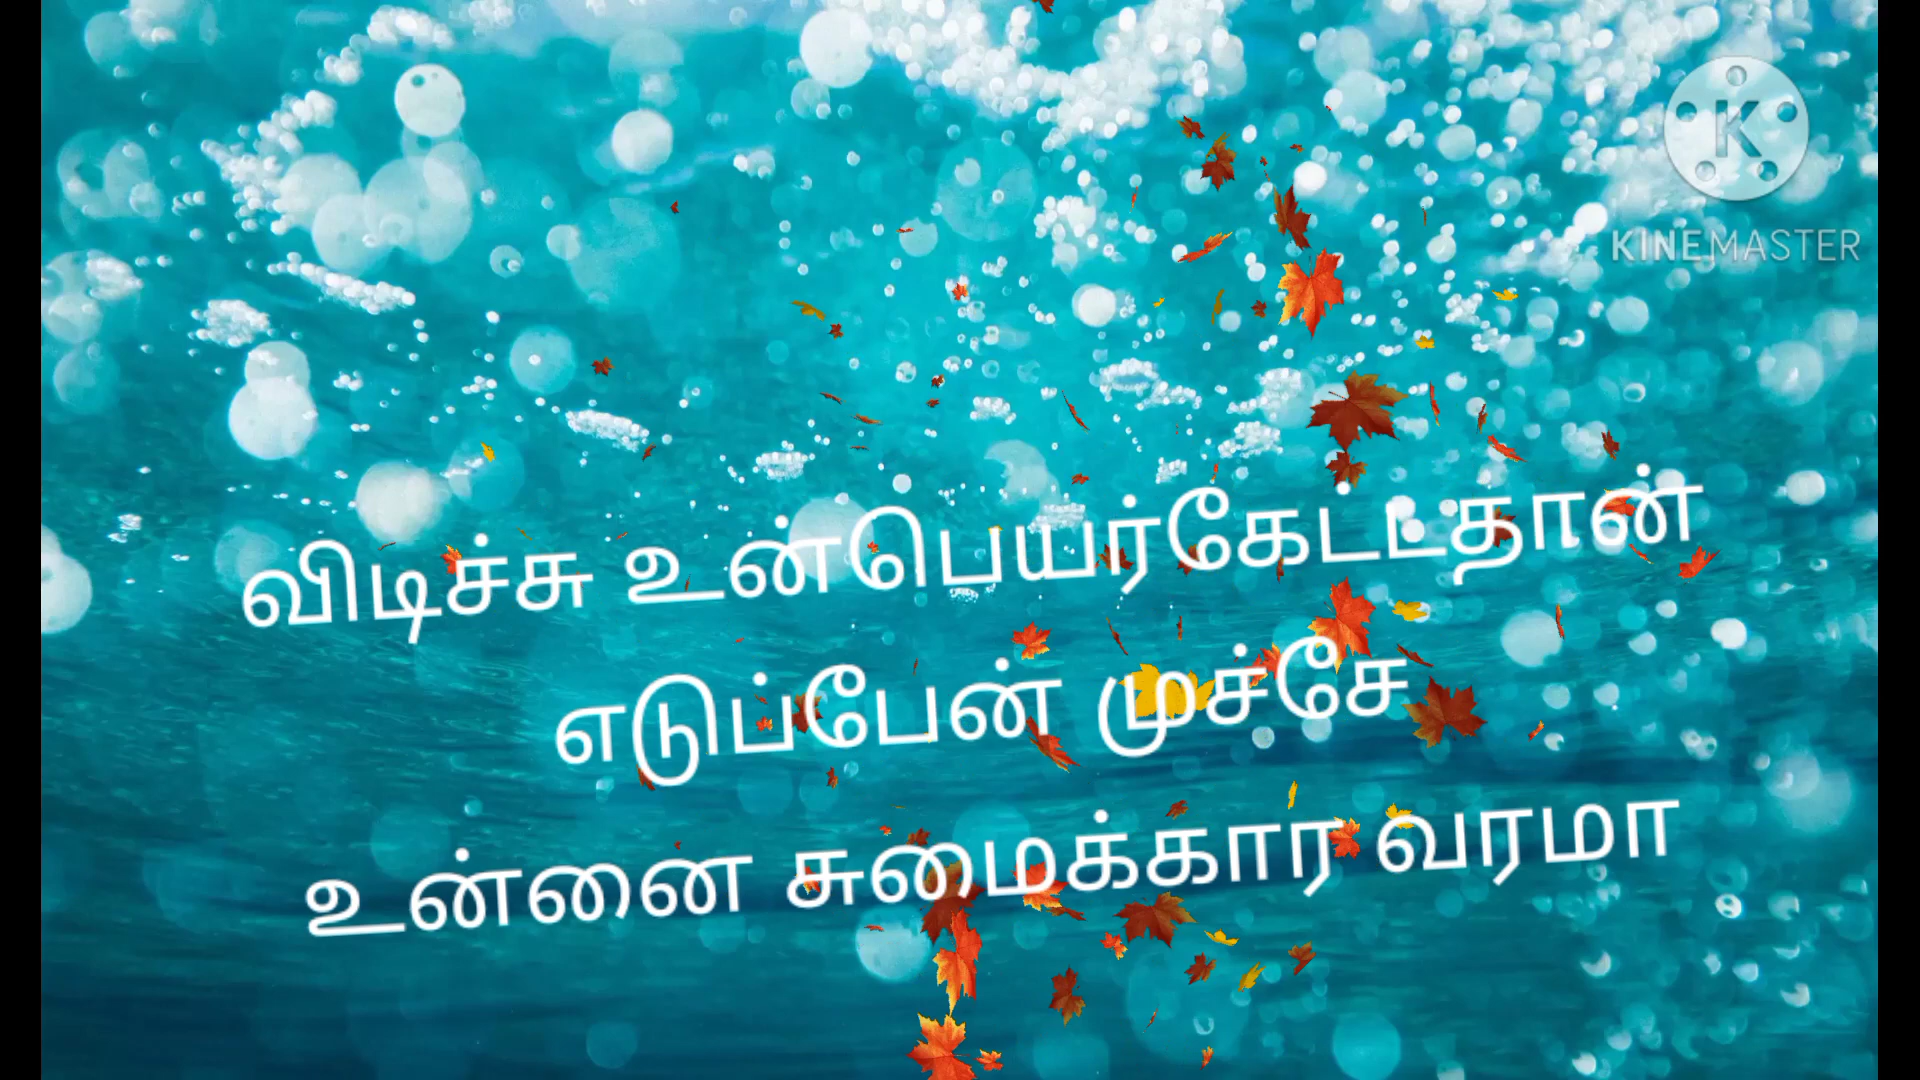 KINEMASTER
விடிச்சு உன்பெயர்கேட்டதான்
எடுப்பேன் முச்சே
உன்னை சுமைக்கார வரமா